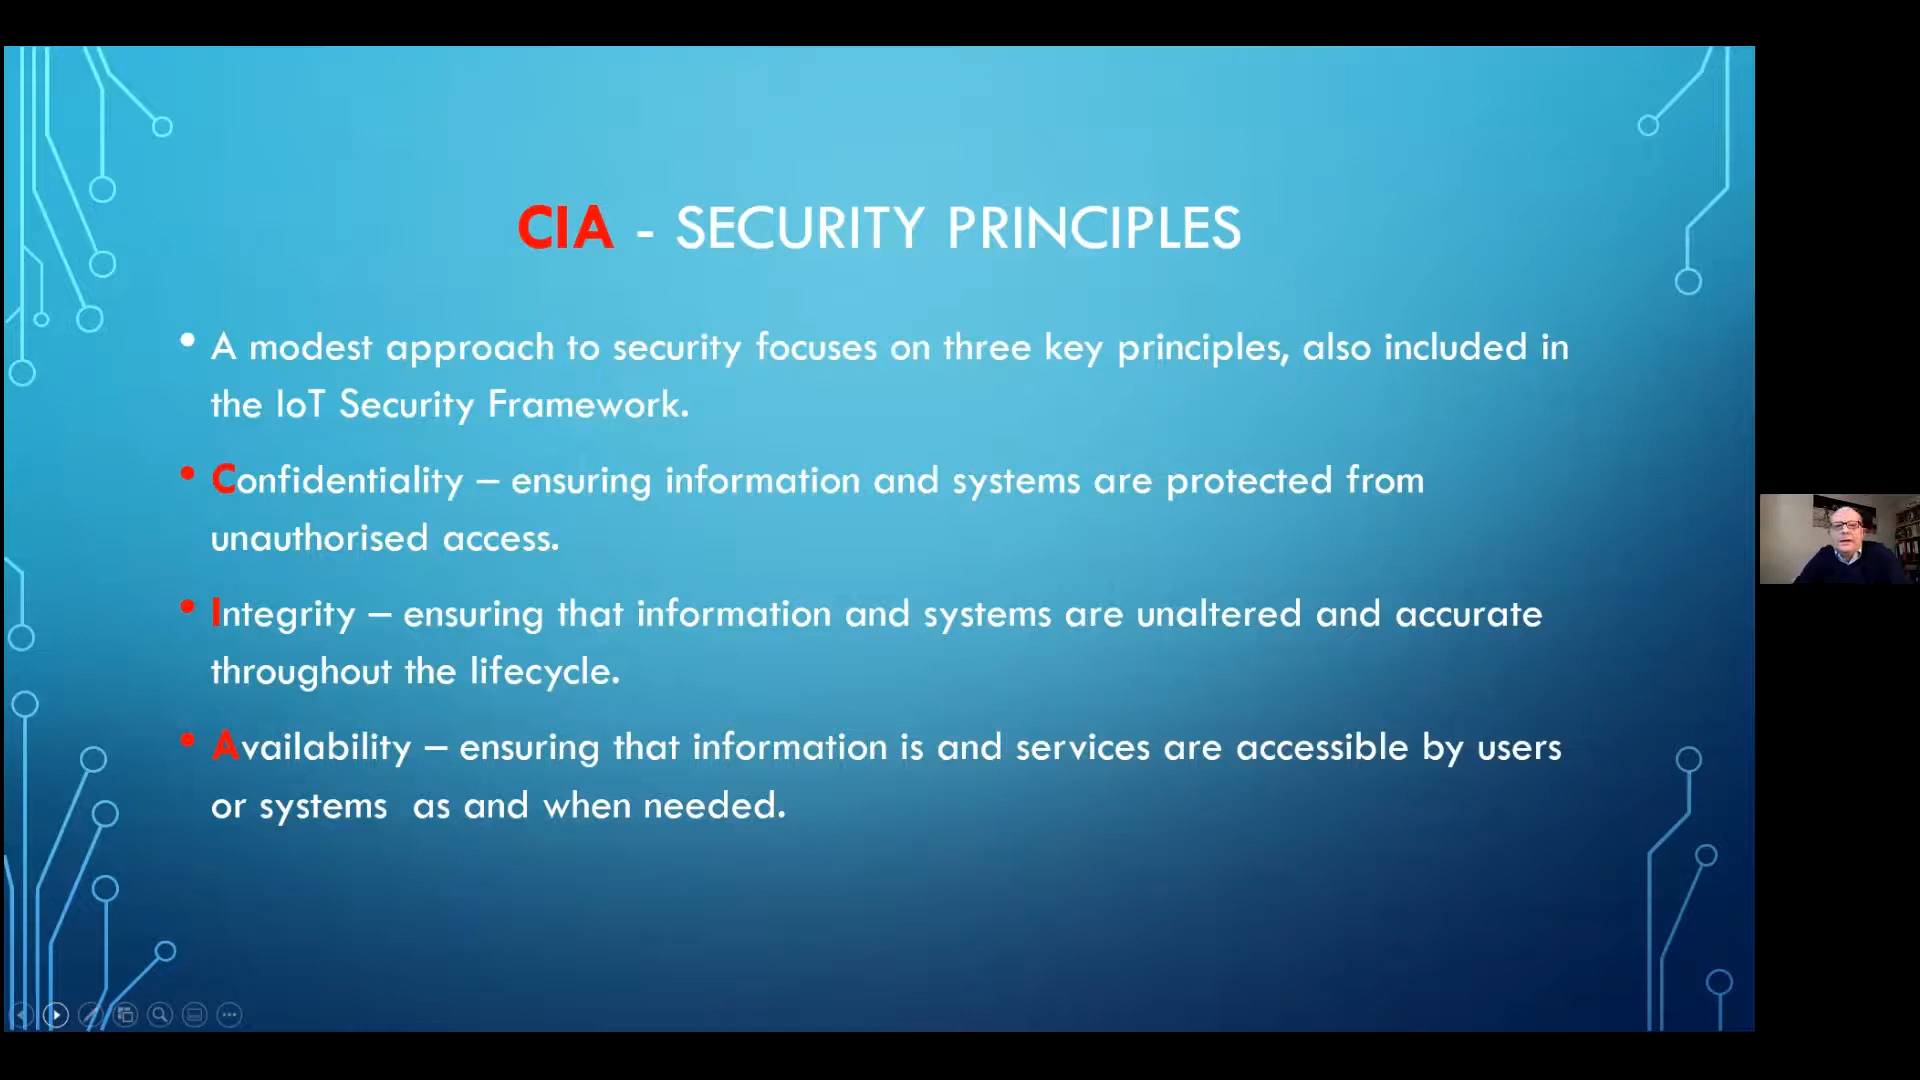 CIA - SECURITY PRINCIPLES
• A modest approach to security focuses on three key principles, also included in
the IoT Security Framework.
• Confidentiality – ensuring information and systems are protected from
unauthorised access.
• Integrity – ensuring that information and systems are unaltered and accurate
throughout the lifecycle.
• Availability – ensuring that information is and services are accessible by users
or systems  as and when needed.